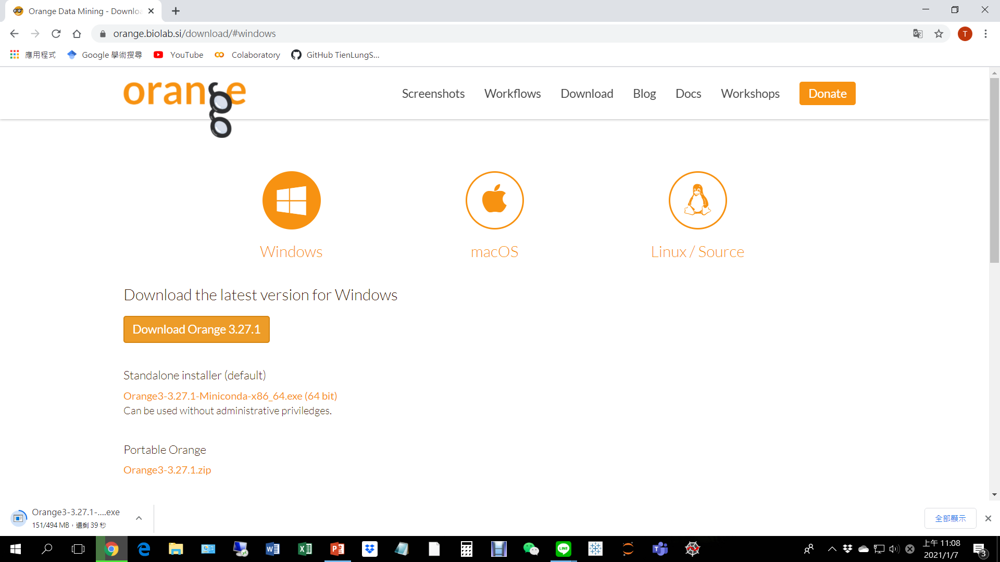 Orange Data Mining - Downlo
orange.biolab.si/download/#windows
T
應用程式
Google 學術搜尋
YouTube
Colaboratory
GitHub TienLungS...
orange
Screenshots
Workflows
Download
Blog
Docs
Workshops
Donate
Windows
macOS
Linux / Source
Download the latest version for Windows
Download Orange 3.27.1
Standalone installer (default)
Orange3-3.27.1-Miniconda-x86_64.exe (64 bit)
Can be used without administrative priviledges.
Portable Orange
Orange3-3.27.1.zip
Orange3-3.27.1-....exe
151/494 MB，還剩 39 秒
全部顯示
LINE
上午 11:08
2021/1/7
3